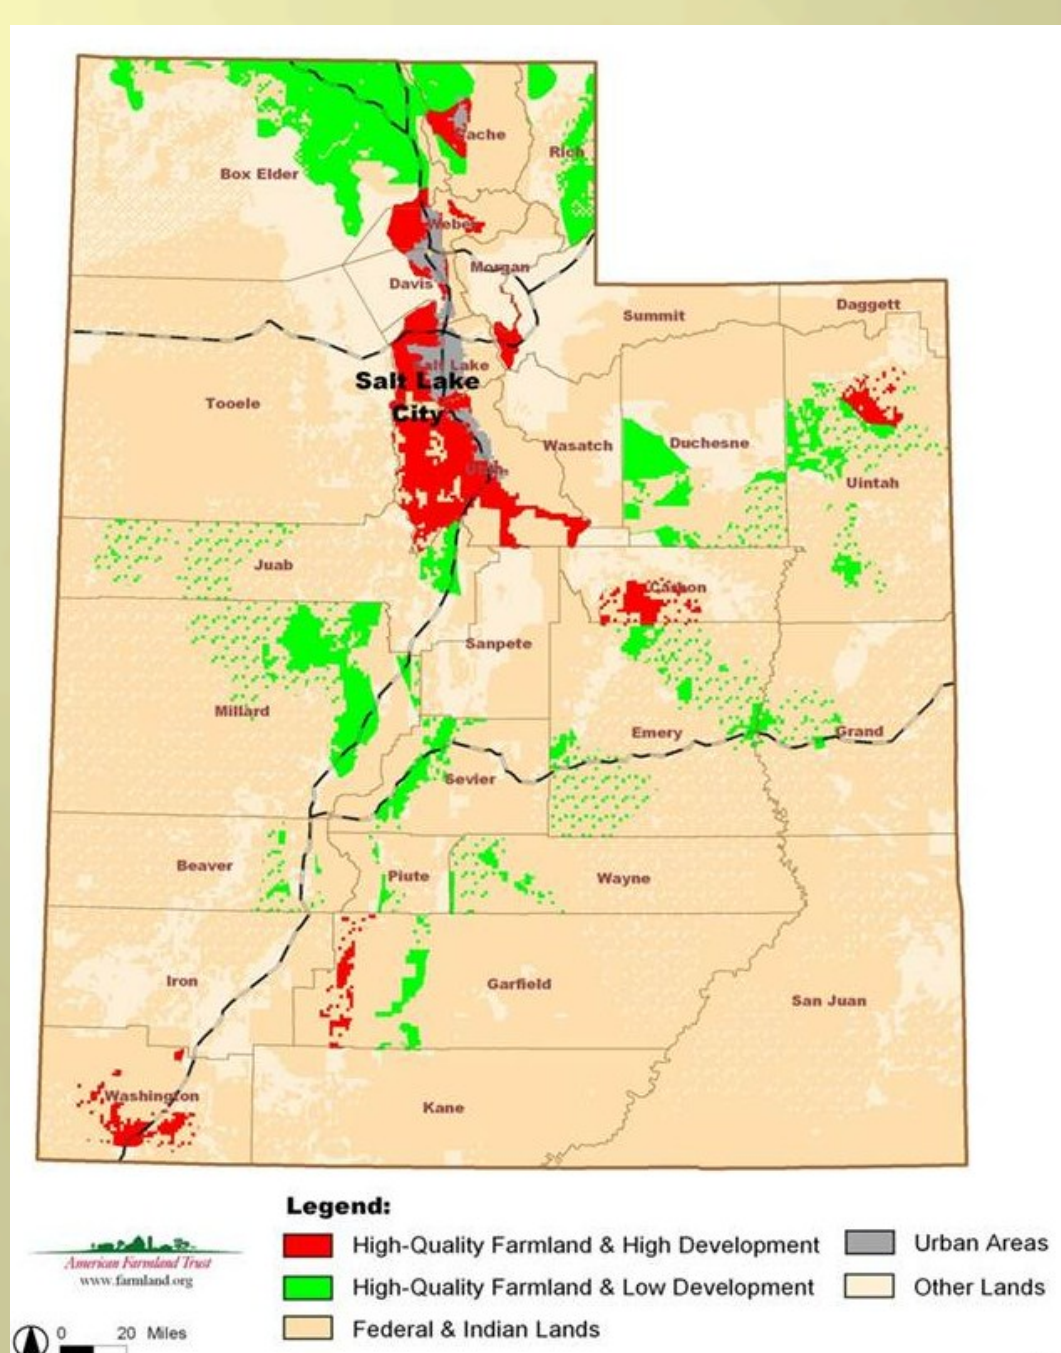 Cache
Rich
Box Elder
Weber
Morgan
Davis
Daggett
Summit
Salt Lake
Salt Lake
City
Tooele
Wasatch
Duchesne
Utah
Uintah
Juab
Carbon
Sanpete
Millard
Emery
Grand
Sevier
Beaver
Piute
Wayne
Iron
Garfield
San Juan
Washington
Kane
Legend:
High-Quality Farmland & High Development
Urban Areas
High-Quality Farmland & Low Development
Other Lands
Federal & Indian Lands
American Farmland Trust
www.farmland.org
0 20 Miles